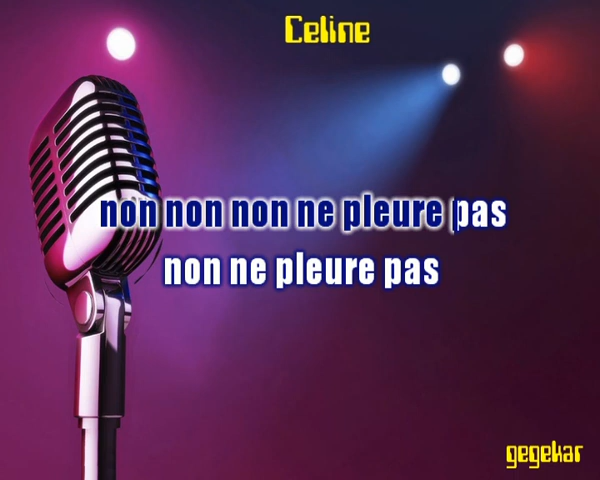 Celine
non non non ne pleure pas
non ne pleure pas
gegekar